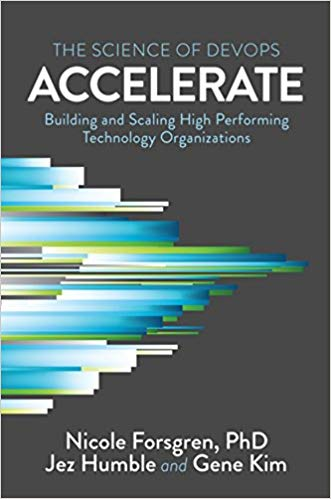 THE SCIENCE OF DEVOPS
ACCELERATE
Building and Scaling High Performing
Technology Organizations
Nicole Forsgren, PhD
Jez Humble and Gene Kim